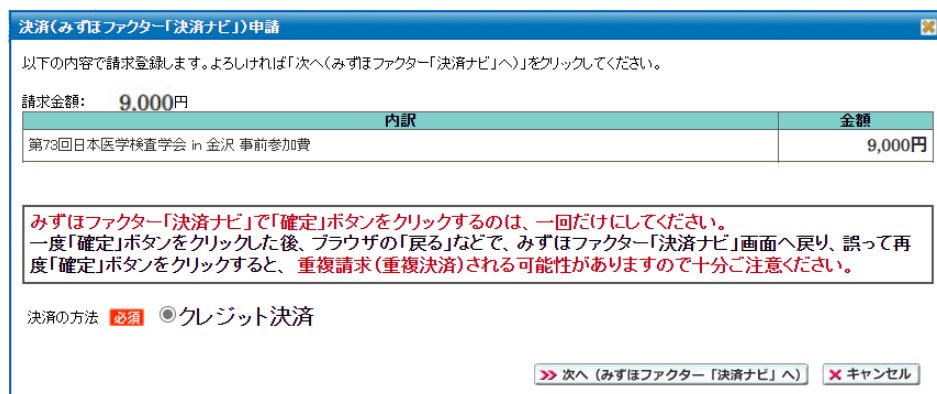 決済(みずほファクター「決済ナビ」)申請
以下の内容で請求登録します。よろしければ「次へ(みずほファクター「決済ナビ」へ)」をクリックしてください。
請求金額: 9,000円
内訳 金額
第73回日本医学検査学会 in 金沢 事前参加費 9,000円
みずほファクター「決済ナビ」で「確定」ボタンをクリックするのは、一回だけにしてください。
一度「確定」ボタンをクリックした後、ブラウザの「戻る」などで、みずほファクター「決済ナビ」画面へ戻り、誤って再
度「確定」ボタンをクリックすると、重複請求(重複決済)される可能性がありますので十分ご注意ください。
決済の方法 必須 クレジット決済
次へ (みずほファクター「決済ナビ」へ) キャンセル